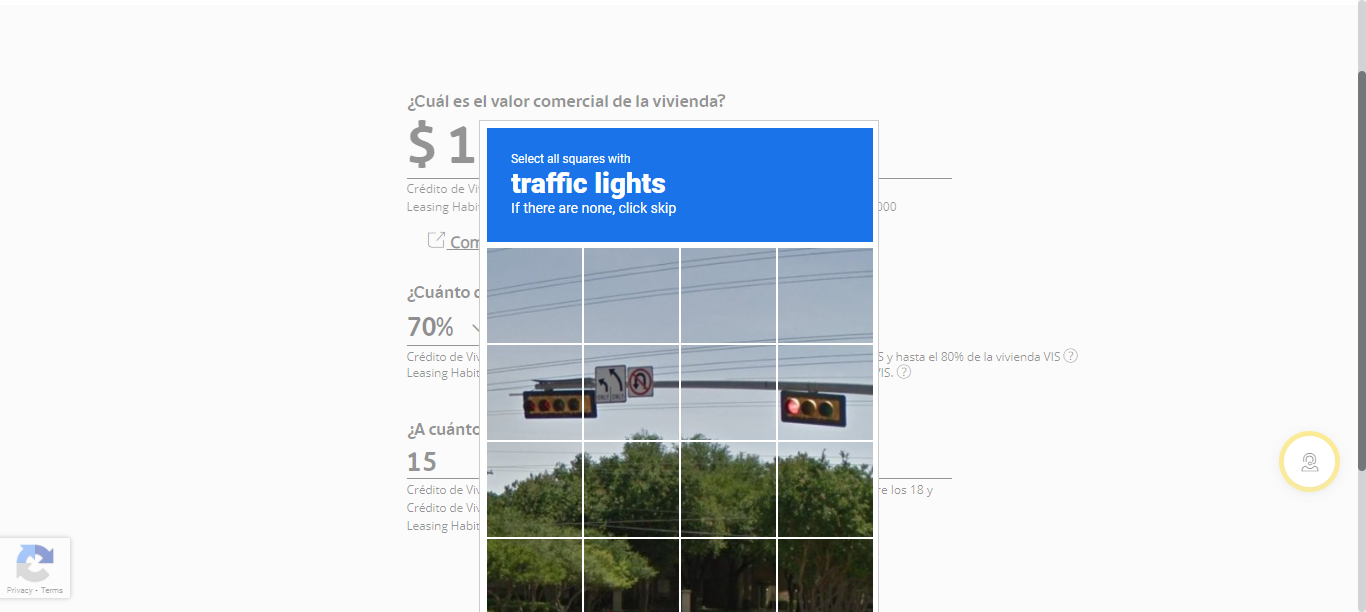 ¿Cuál es el valor comercial de la vivienda?
$ 1
Select all squares with
traffic lights
If there are none, click skip
Crédito de Vi
Leasing Habi
000
Com
¿Cuánto
70%
Crédito de Viv
S y hasta el 80% de la vivienda VIS ?
Leasing Habit
VIS. ?
ONLY ONLY
¿A cuánto
15
Crédito de Viv
re los 18 y
Crédito de Viv
Leasing Habit
Privacy - Terms